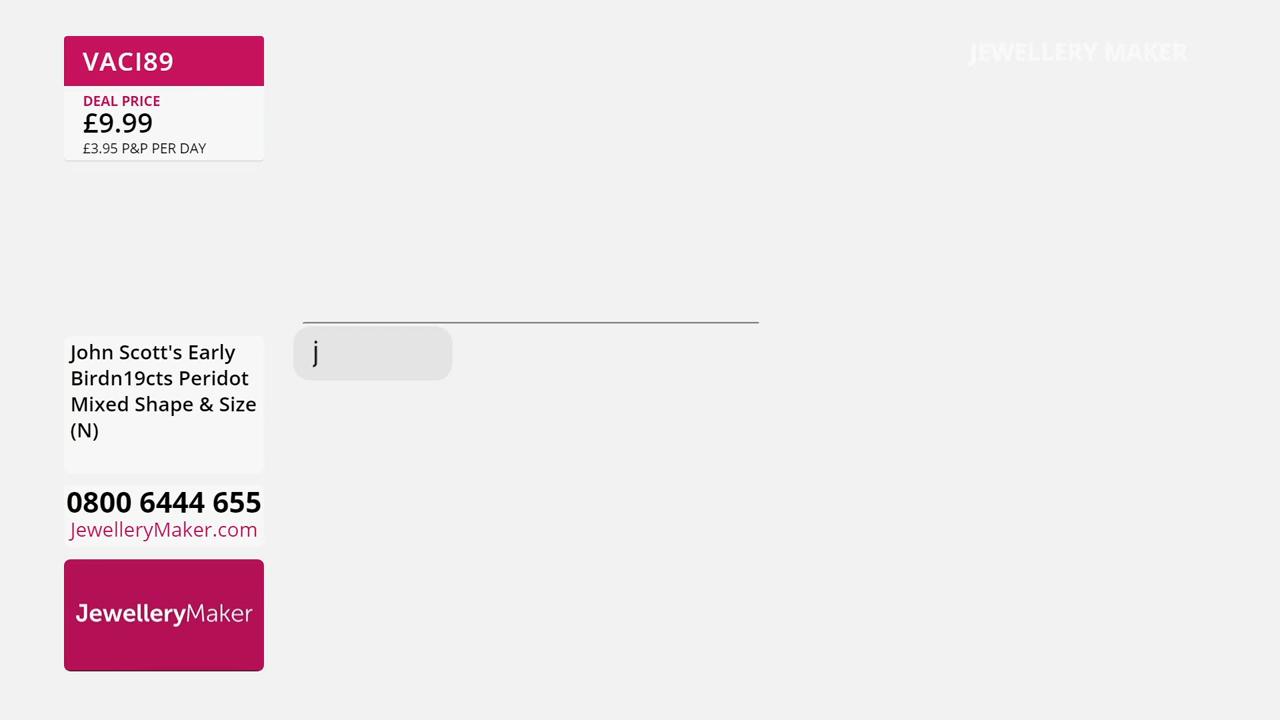 VACI89
DEAL PRICE
£9.99
£3.95 P&P PER DAY
JEWELLERY MAKER
j
John Scott's Early
Birdn19cts Peridot
Mixed Shape & Size
(N)
0800 6444 655
JewelleryMaker.com
JewelleryMaker